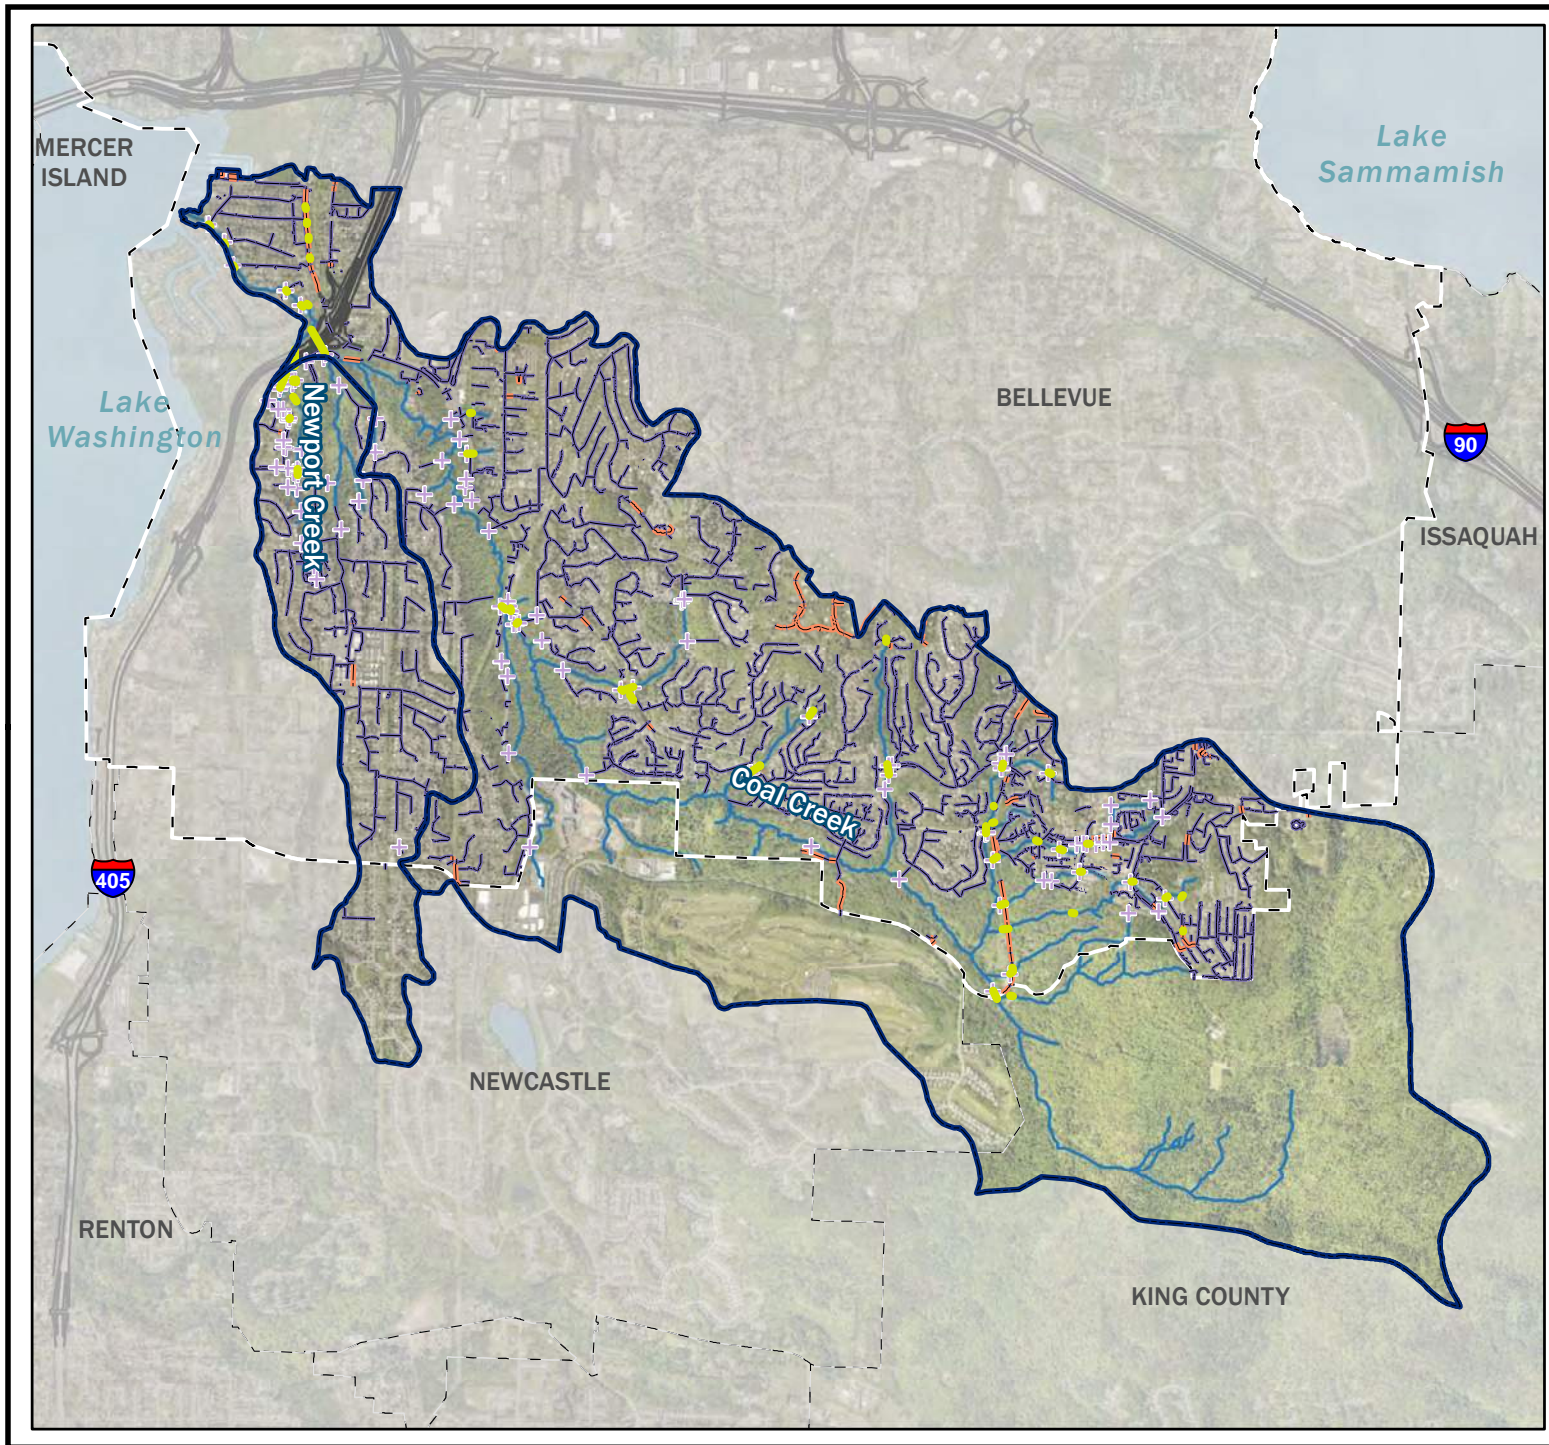 MERCER
ISLAND
Lake
Sammamish
Lake
Washington
BELLEVUE
90
ISSAQUAH
Newport Creek
Coal Creek
405
NEWCASTLE
RENTON
KING COUNTY